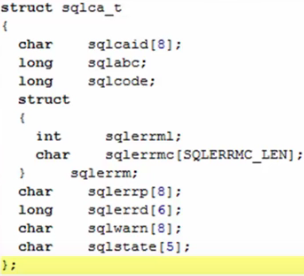 struct sqlca_t
{
char sqlcaid[8];
long sqlabc;
long sqlcode;
struct
{
int sqlerrml;
char sqlerrmc[SQLERRMC_LEN];
} sqlerrm;
char sqlerrp[8];
long sqlerrd[6];
char sqlwarn[8];
char sqlstate[5];
};